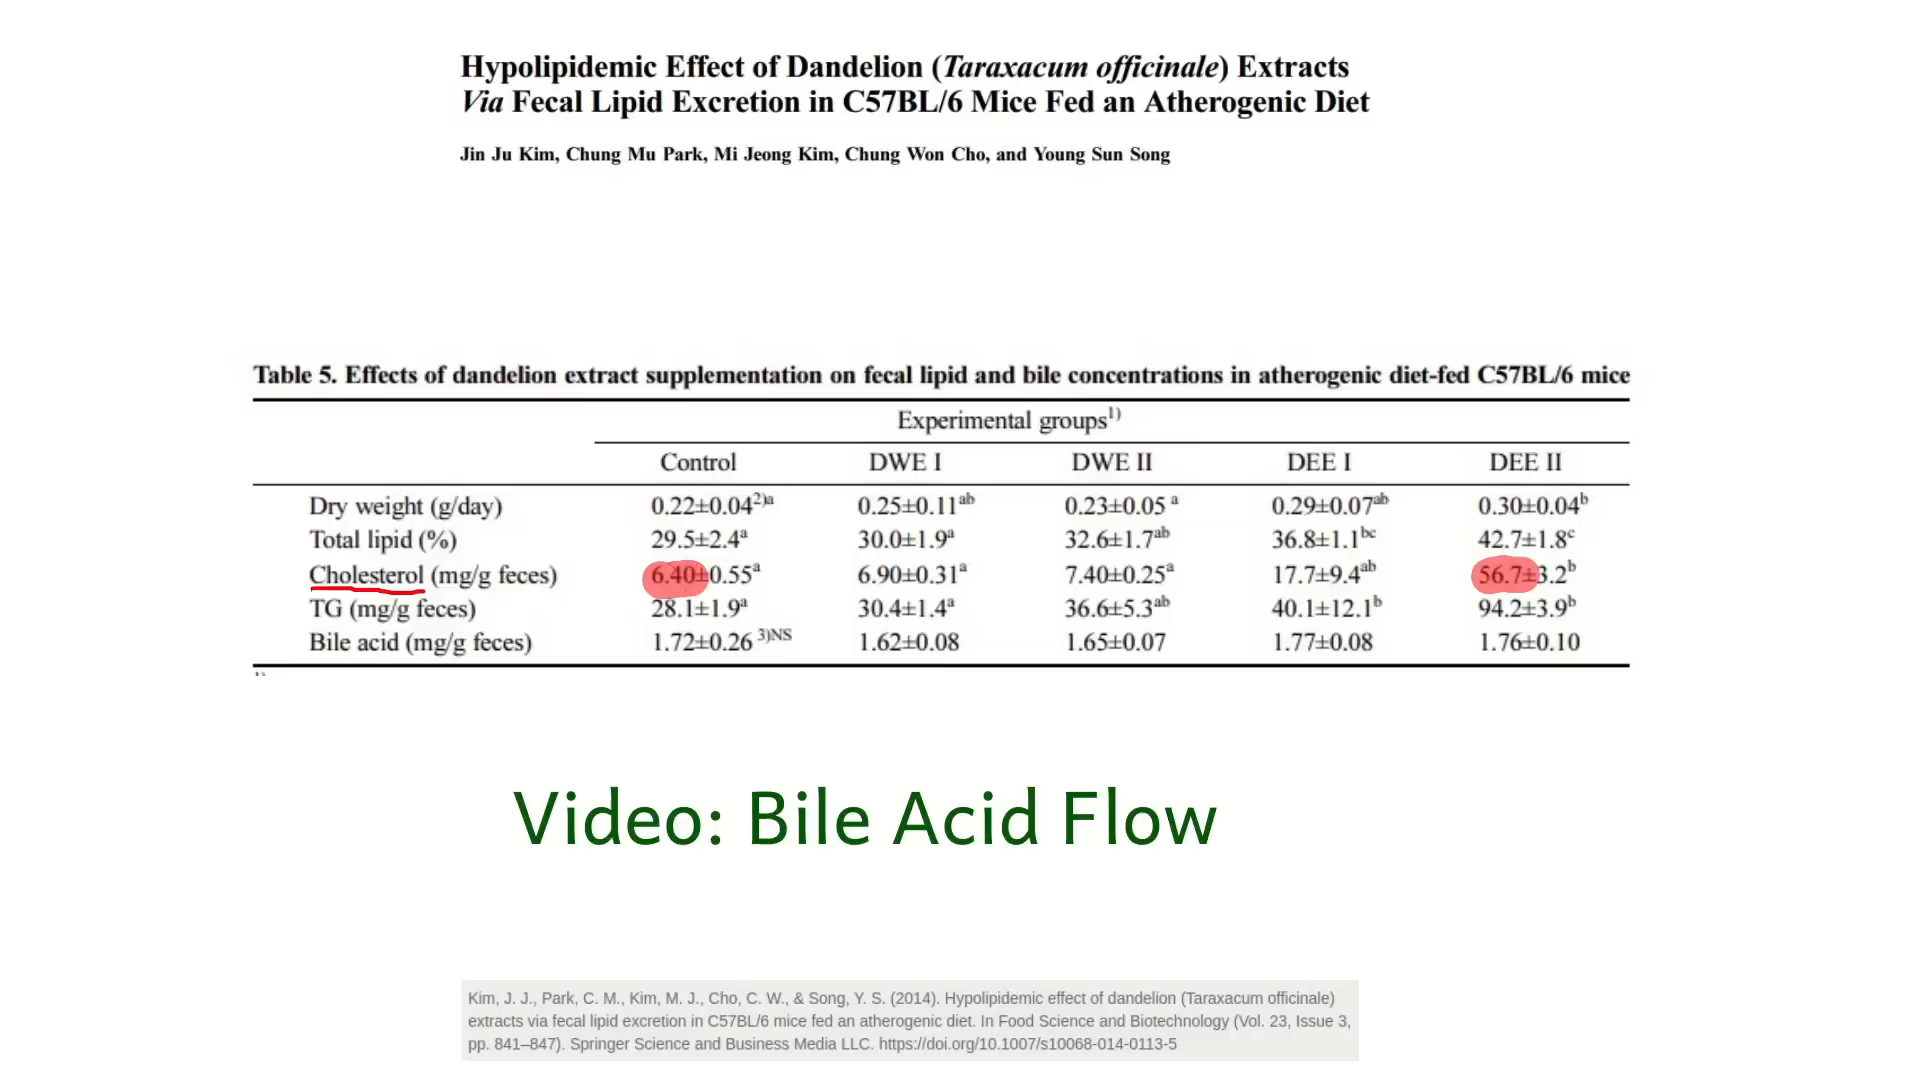 Hypolipidemic Effect of Dandelion (Taraxacum officinale) Extracts
Via Fecal Lipid Excretion in C57BL/6 Mice Fed an Atherogenic Diet
Jin Ju Kim, Chung Mu Park, Mi Jeong Kim, Chung Won Cho, and Young Sun Song
Table 5. Effects of dandelion extract supplementation on fecal lipid and bile concentrations in atherogenic diet-fed C57BL/6 mice
Experimental groups1)
Control DWE I DWE II DEE I DEE II
Dry weight (g/day) 0.22±0.042)a 0.25±0.11ab 0.23±0.05 a 0.29±0.07ab 0.30±0.04b
Total lipid (%) 29.5±2.4a 30.0±1.9a 32.6±1.7ab 36.8±1.1bc 42.7±1.8c
Cholesterol (mg/g feces) 6.40±0.55a 6.90±0.31a 7.40±0.25a 17.7±9.4ab 56.7±3.2b
TG (mg/g feces) 28.1±1.9a 30.4±1.4a 36.6±5.3ab 40.1±12.1b 94.2±3.9b
Bile acid (mg/g feces) 1.72±0.26 3)NS 1.62±0.08 1.65±0.07 1.77±0.08 1.76±0.10
Video: Bile Acid Flow
Kim, J. J., Park, C. M., Kim, M. J., Cho, C. W., & Song, Y. S. (2014). Hypolipidemic effect of dandelion (Taraxacum officinale)
extracts via fecal lipid excretion in C57BL/6 mice fed an atherogenic diet. In Food Science and Biotechnology (Vol. 23, Issue 3,
pp. 841–847). Springer Science and Business Media LLC. https://doi.org/10.1007/s10068-014-0113-5